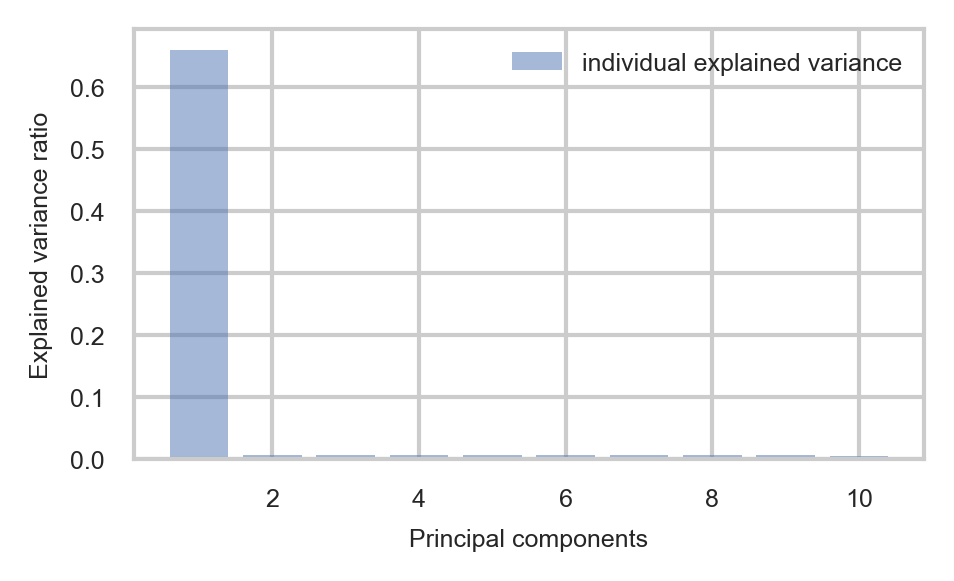 individual explained variance
0.6
0.5
0.4
0.3
0.2
0.1
0.0
Explained variance ratio
2 4 6 8 10
Principal components